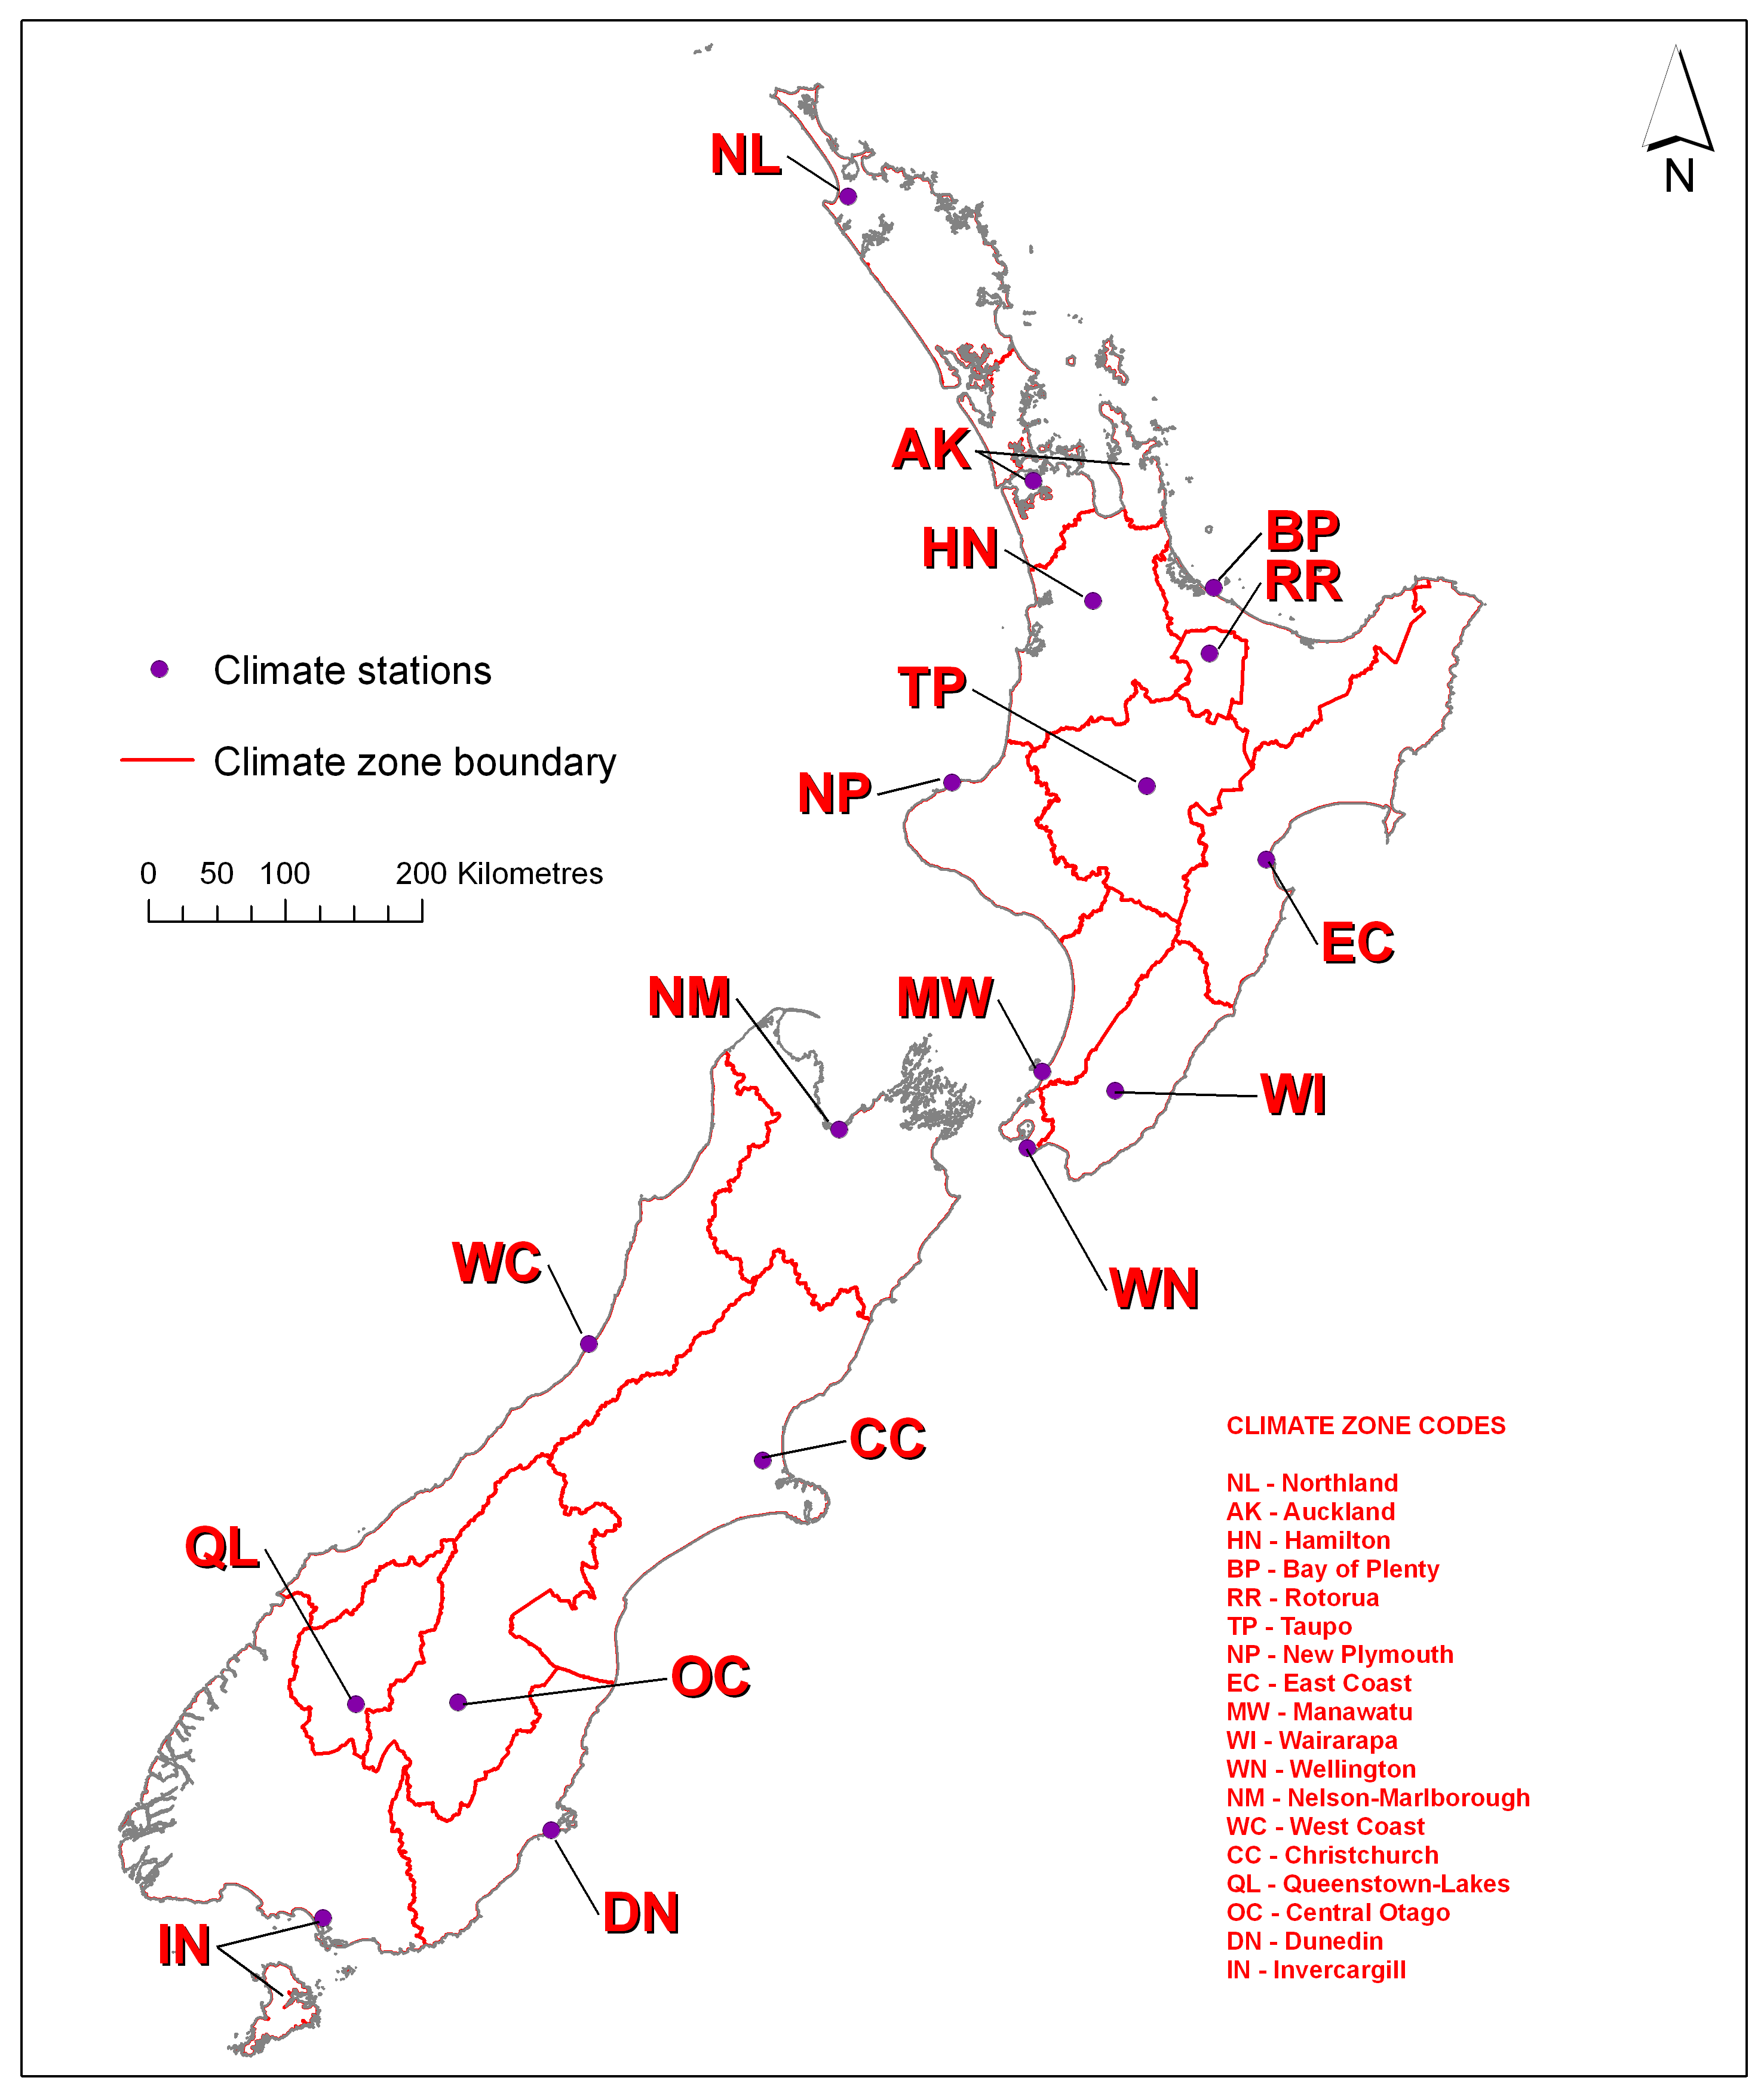 N
NL
AK
HN
BP
RR
TP
NP
EC
NM
MW
WI
WN
WC
CC
QL
OC
DN
IN
Climate stations
Climate zone boundary
0 50 100 200 Kilometres
CLIMATE ZONE CODES
NL - Northland
AK - Auckland
HN - Hamilton
BP - Bay of Plenty
RR - Rotorua
TP - Taupo
NP - New Plymouth
EC - East Coast
MW - Manawatu
WI - Wairarapa
WN - Wellington
NM - Nelson-Marlborough
WC - West Coast
CC - Christchurch
QL - Queenstown-Lakes
OC - Central Otago
DN - Dunedin
IN - Invercargill